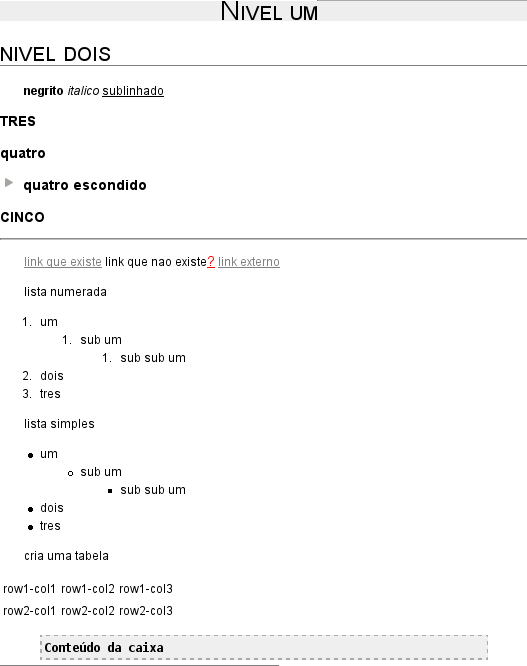 NIVEL UM
NIVEL DOIS
negrito ítalico sublinhado
TRES
quatro
quatro escondido
CINCO
link que existe link que nao existe? link externo
lista numerada
1. um
1. sub um
1. sub sub um
2. dois
3. tres
lista simples
• um
○ sub um
▪ sub sub um
• dois
• tres
cria uma tabela
row1-col1 row1-col2 row1-col3
row2-col1 row2-col2 row2-col3
Conteúdo da caixa